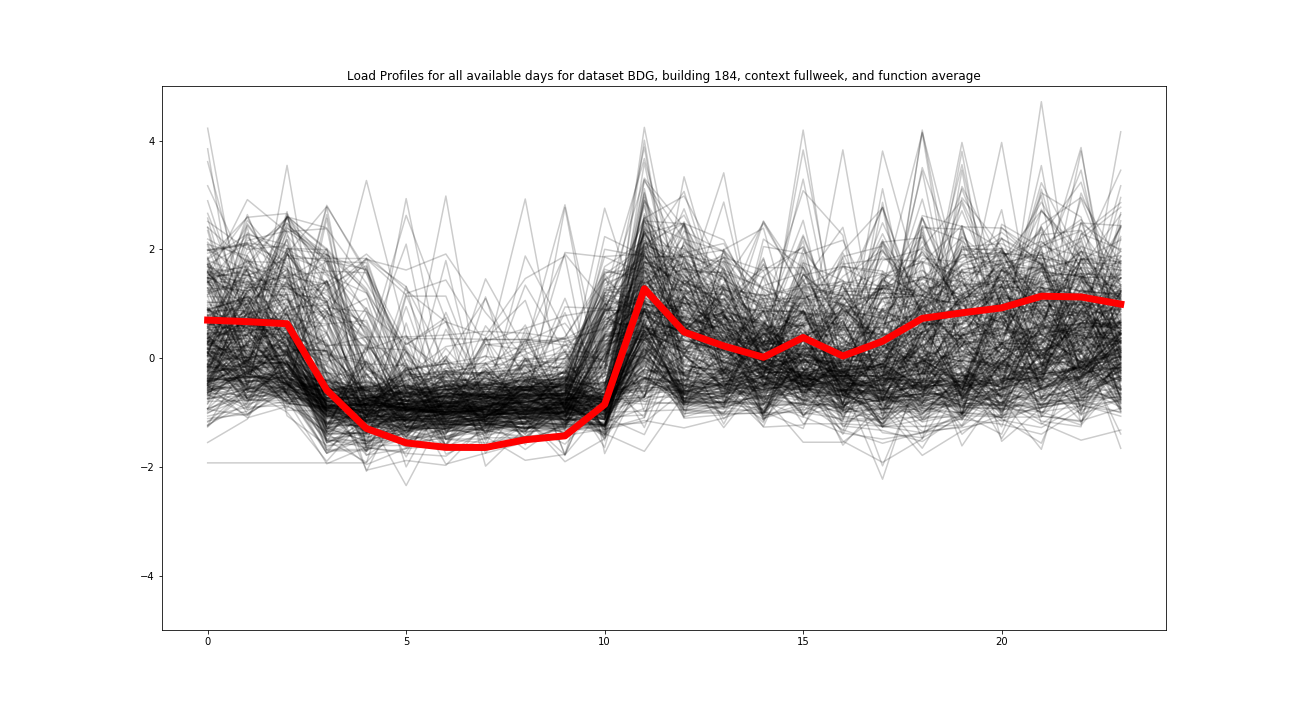 Load Profiles for all available days for dataset BDG, building 184, context fullweek, and function average
4
2
0
−2
−4
0 5 10 15 20